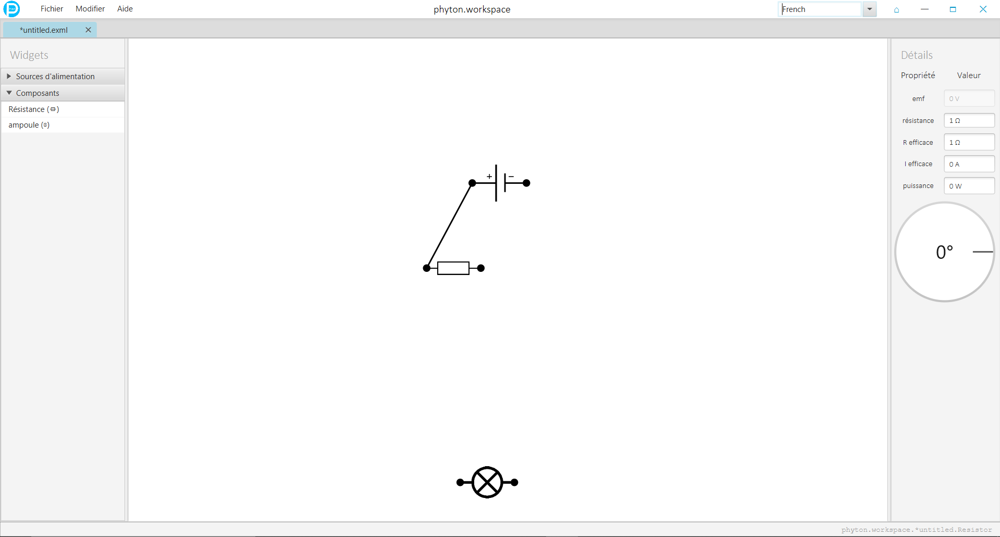 Fichier Modifier Aide
phyton.workspace
French
*untitled.exml
Widgets
Sources d'alimentation
Composants
Résistance ( )
ampoule ( )
+ −
Détails
Propriété Valeur
emf 0 V
résistance 1 Ω
R efficace 1 Ω
I efficace 0 A
puissance 0 W
0°
phyton.workspace.*untitled.Resistor